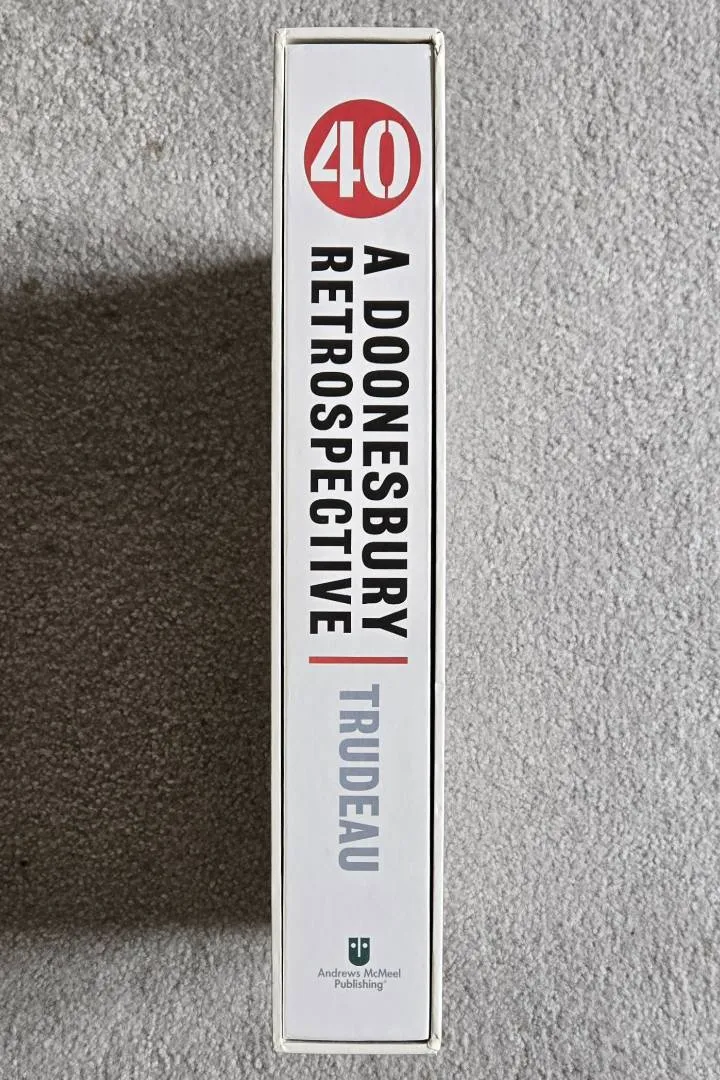 40
A DOONESBURY
RETROSPECTIVE
TRUDEAU
Andrews McMeel
Publishing®